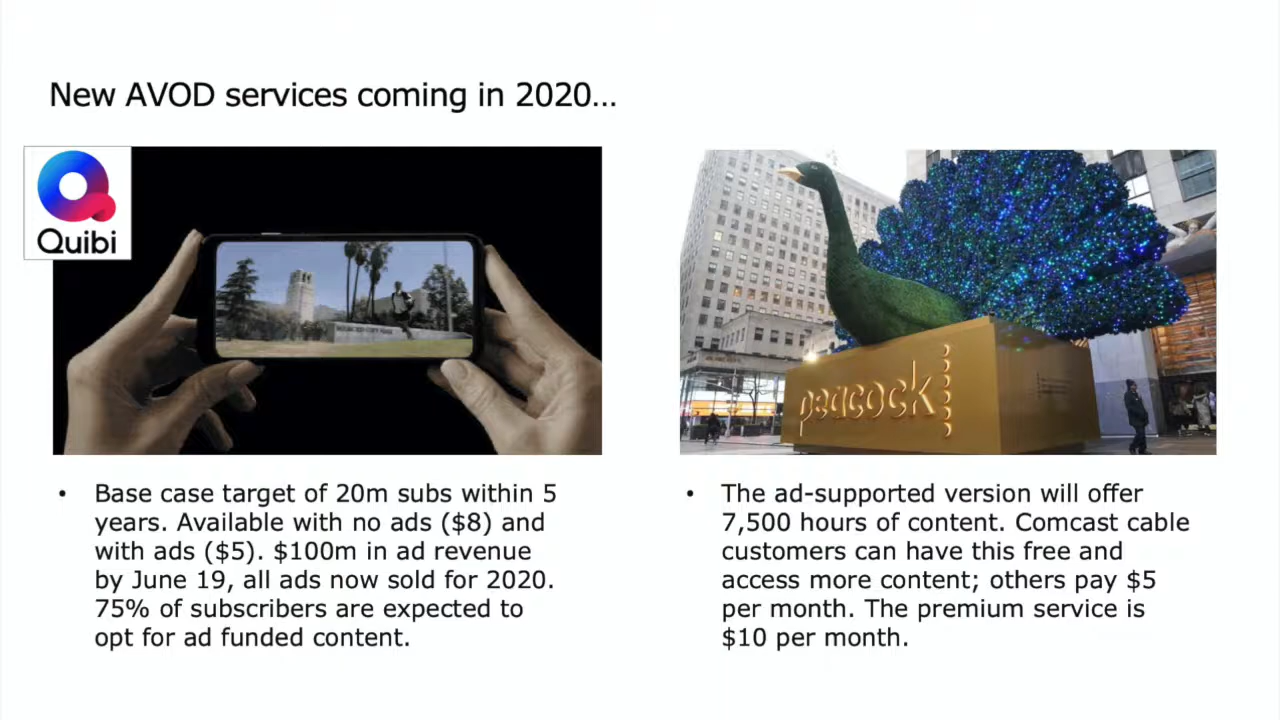 New AVOD services coming in 2020...
Quibi
peacock
• Base case target of 20m subs within 5
years. Available with no ads ($8) and
with ads ($5). $100m in ad revenue
by June 19, all ads now sold for 2020.
75% of subscribers are expected to
opt for ad funded content.
• The ad-supported version will offer
7,500 hours of content. Comcast cable
customers can have this free and
access more content; others pay $5
per month. The premium service is
$10 per month.